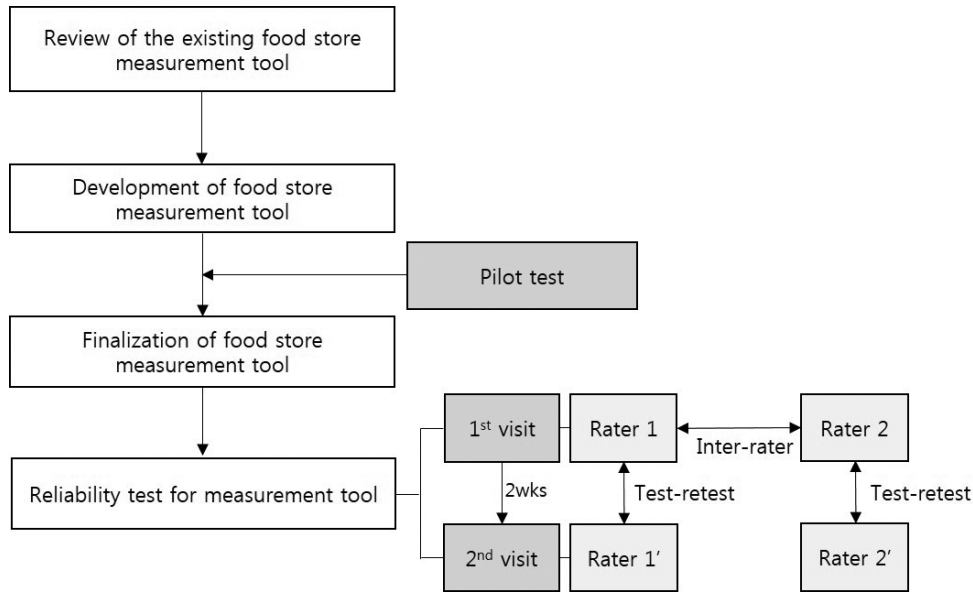 Review of the existing food store
measurement tool
Development of food store
measurement tool
Pilot test
Finalization of food store
measurement tool
Reliability test for measurement tool
1st visit
Rater 1
Inter-rater
Rater 2
2wks
Test-retest
Test-retest
2nd visit
Rater 1′
Rater 2′